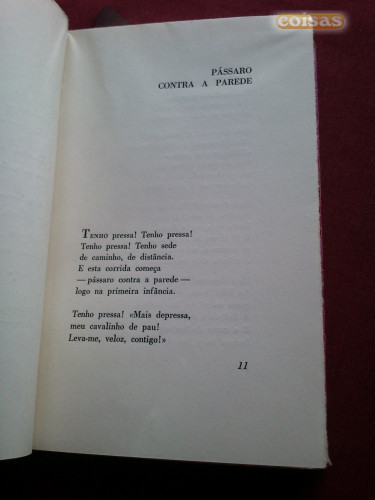 coisas
PÁSSARO
CONTRA A PAREDE
TENHO pressa! Tenho pressa!
Tenho pressa! Tenho sede
de caminho, de distância.
E esta corrida começa
—pássaro contra a parede—
logo na primeira infância.
Tenho pressa! «Mais depressa,
meu cavalinho de pau!
Leva-me, veloz, contigo!»
11